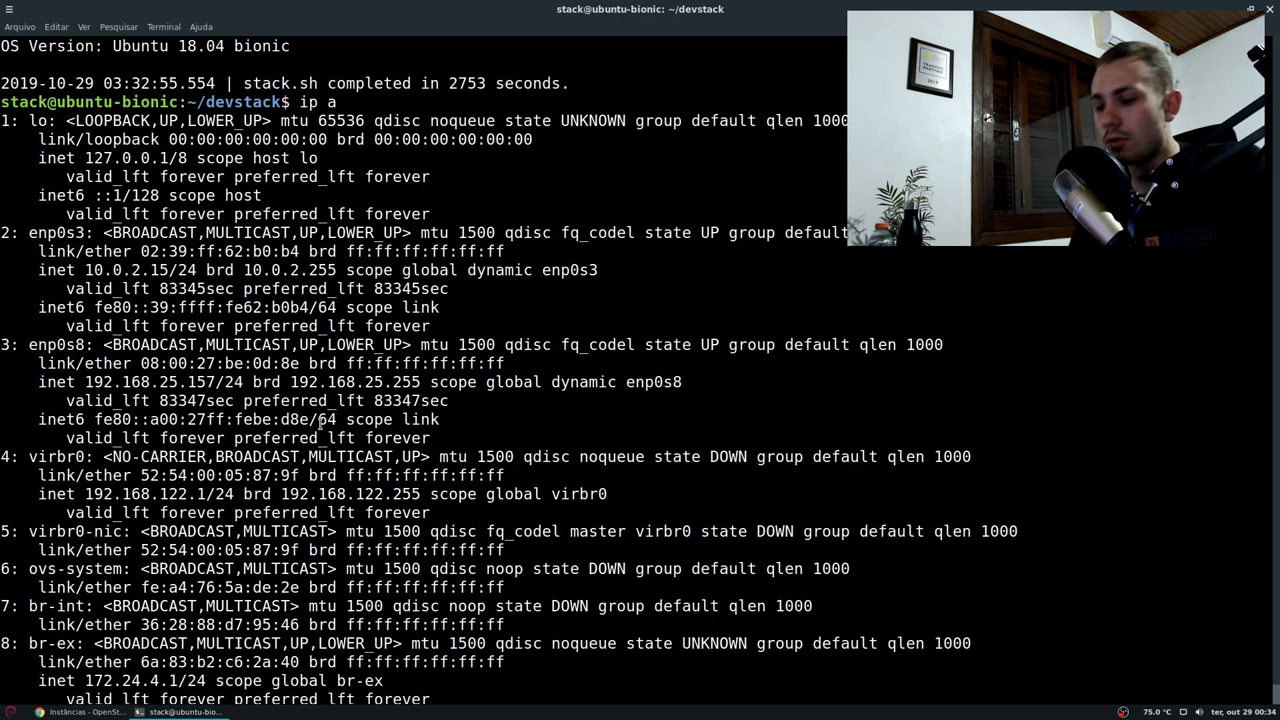 stack@ubuntu-bionic: ~/devstack
Arquivo Editar Ver Pesquisar Terminal Ajuda
OS Version: Ubuntu 18.04 bionic
2019-10-29 03:32:55.554 | stack.sh completed in 2753 seconds.
stack@ubuntu-bionic:~/devstack$ ip a
1: lo: <LOOPBACK,UP,LOWER_UP> mtu 65536 qdisc noqueue state UNKNOWN group default qlen 1000
link/loopback 00:00:00:00:00:00 brd 00:00:00:00:00:00
inet 127.0.0.1/8 scope host lo
valid_lft forever preferred_lft forever
inet6 ::1/128 scope host
valid_lft forever preferred_lft forever
2: enp0s3: <BROADCAST,MULTICAST,UP,LOWER_UP> mtu 1500 qdisc fq_codel state UP group default
link/ether 02:39:ff:62:b0:b4 brd ff:ff:ff:ff:ff:ff
inet 10.0.2.15/24 brd 10.0.2.255 scope global dynamic enp0s3
valid_lft 83345sec preferred_lft 83345sec
inet6 fe80::39:ffff:fe62:b0b4/64 scope link
valid_lft forever preferred_lft forever
3: enp0s8: <BROADCAST,MULTICAST,UP,LOWER_UP> mtu 1500 qdisc fq_codel state UP group default qlen 1000
link/ether 08:00:27:be:0d:8e brd ff:ff:ff:ff:ff:ff
inet 192.168.25.157/24 brd 192.168.25.255 scope global dynamic enp0s8
valid_lft 83347sec preferred_lft 83347sec
inet6 fe80::a00:27ff:febe:d8e/64 scope link
valid_lft forever preferred_lft forever
4: virbr0: <NO-CARRIER,BROADCAST,MULTICAST,UP> mtu 1500 qdisc noqueue state DOWN group default qlen 1000
link/ether 52:54:00:05:87:9f brd ff:ff:ff:ff:ff:ff
inet 192.168.122.1/24 brd 192.168.122.255 scope global virbr0
valid_lft forever preferred_lft forever
5: virbr0-nic: <BROADCAST,MULTICAST> mtu 1500 qdisc fq_codel master virbr0 state DOWN group default qlen 1000
link/ether 52:54:00:05:87:9f brd ff:ff:ff:ff:ff:ff
6: ovs-system: <BROADCAST,MULTICAST> mtu 1500 qdisc noop state DOWN group default qlen 1000
link/ether fe:a4:76:5a:de:2e brd ff:ff:ff:ff:ff:ff
7: br-int: <BROADCAST,MULTICAST> mtu 1500 qdisc noop state DOWN group default qlen 1000
link/ether 36:28:88:d7:95:46 brd ff:ff:ff:ff:ff:ff
8: br-ex: <BROADCAST,MULTICAST,UP,LOWER_UP> mtu 1500 qdisc noqueue state UNKNOWN group default qlen 1000
link/ether 6a:83:b2:c6:2a:40 brd ff:ff:ff:ff:ff:ff
inet 172.24.4.1/24 scope global br-ex
valid_lft forever preferred_lft forever
Instâncias - OpenSt... stack@ubuntu-bio... 75.0 °C ter, out 29 00:34